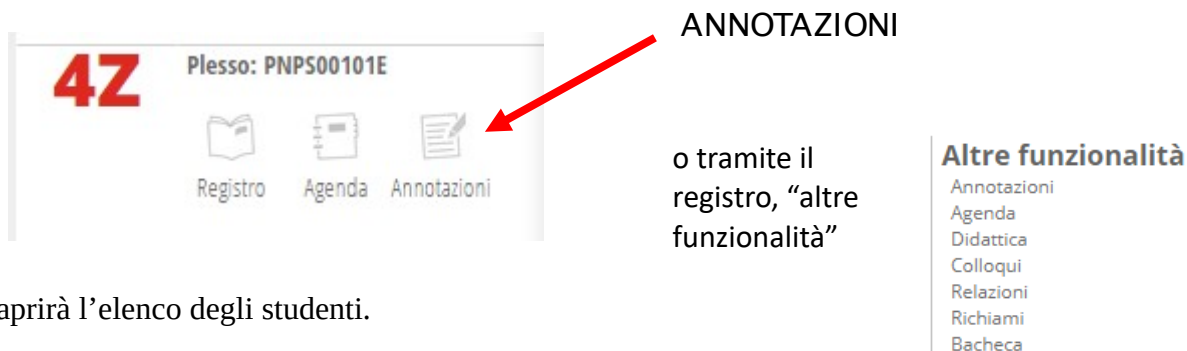 ANNOTAZIONI
4Z
Plesso: PNPS00101E
Registro Agenda Annotazioni
o tramite il
registro, “altre
funzionalità”
Altre funzionalità
Annotazioni
Agenda
Didattica
Colloqui
Relazioni
Richiami
Bacheca
aprirà l’elenco degli studenti.